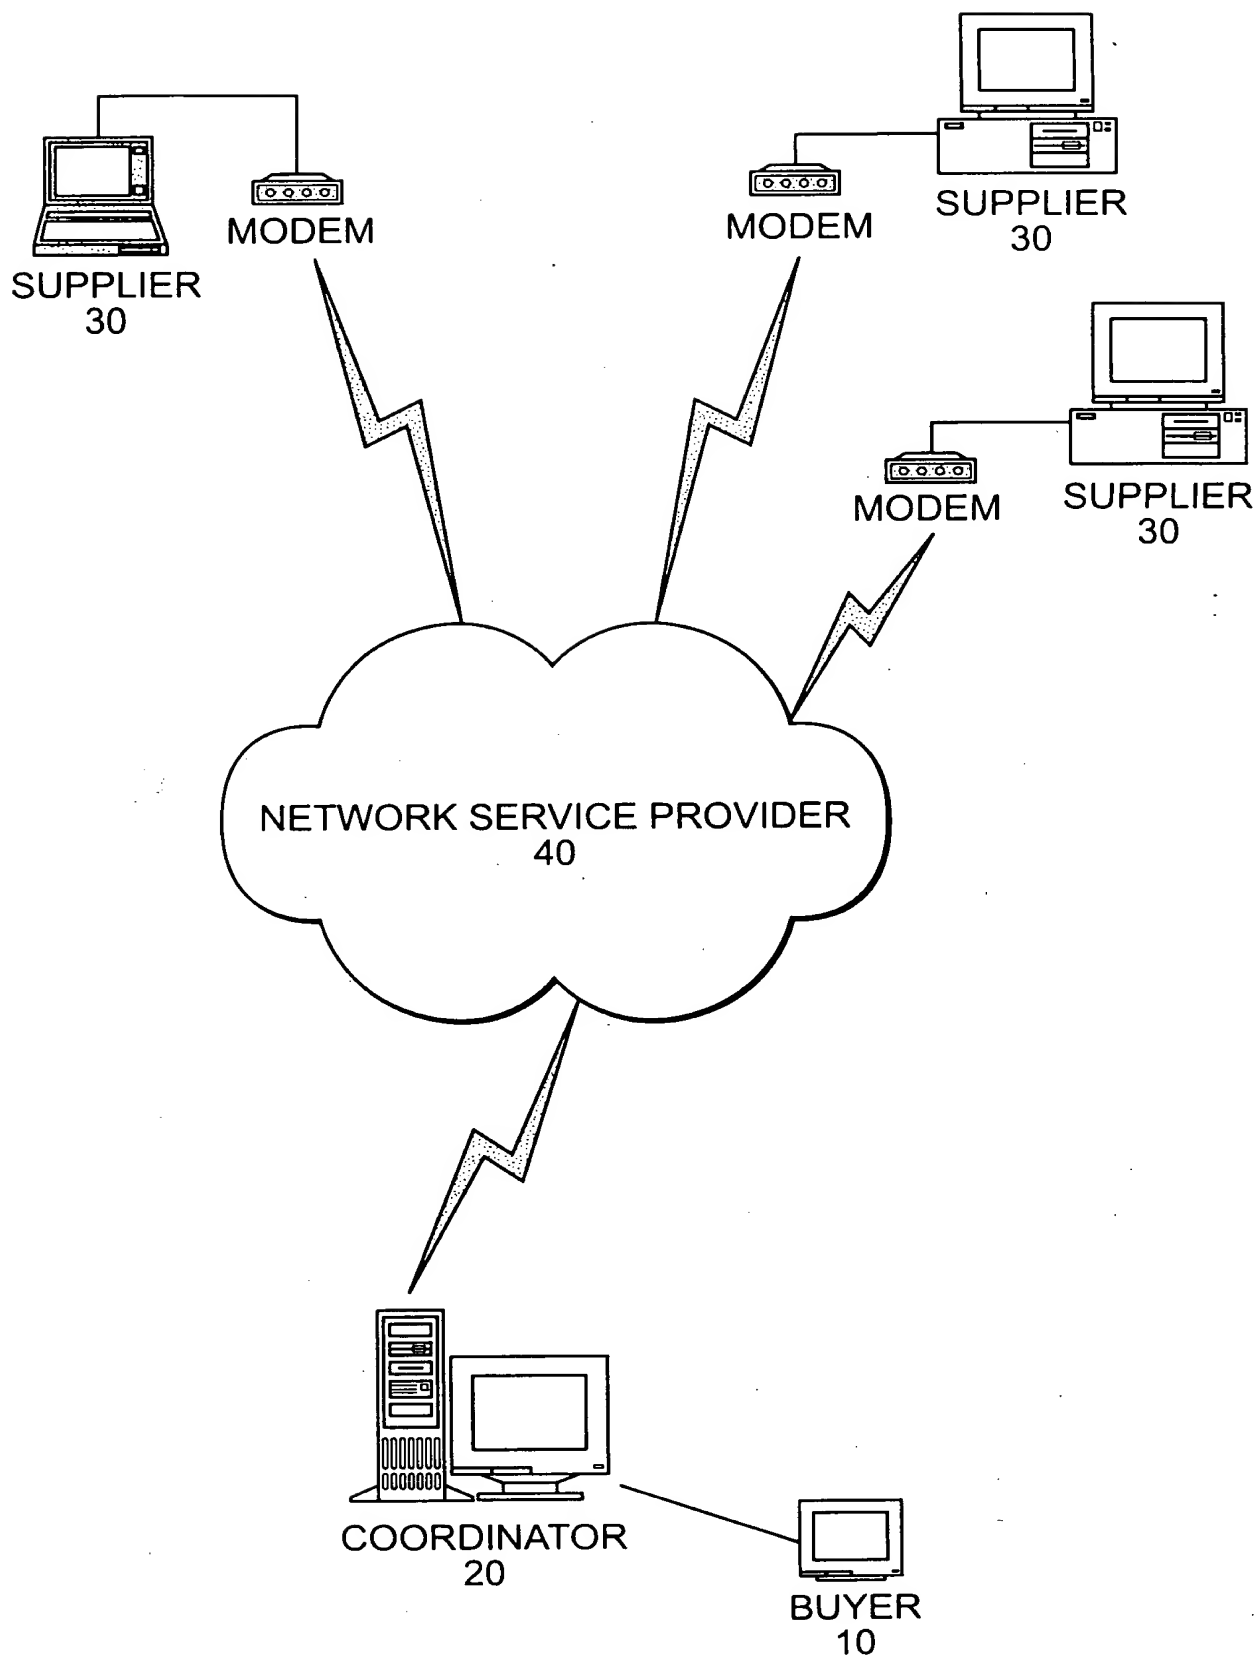 SUPPLIER
30
MODEM
MODEM
SUPPLIER
30
MODEM
SUPPLIER
30
NETWORK SERVICE PROVIDER
40
COORDINATOR
20
BUYER
10